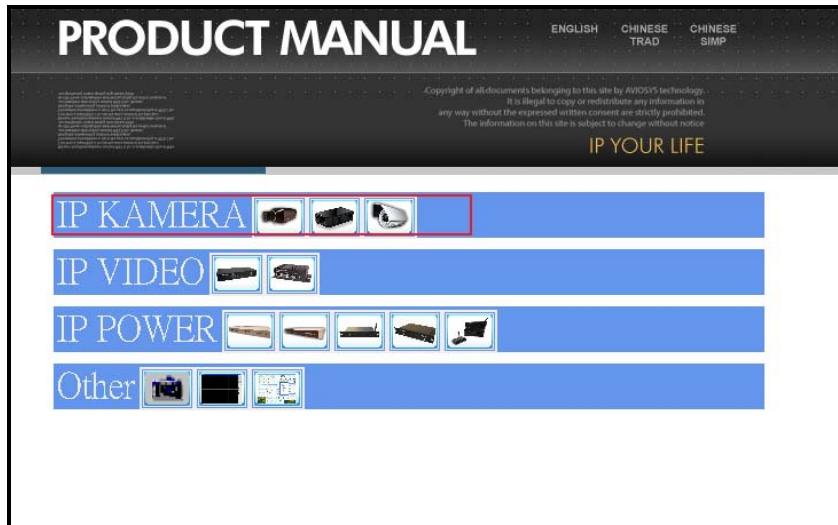 PRODUCT MANUAL
ENGLISH
CHINESE TRAD
CHINESE SIMP
Copyright of all documents belonging to this site by AVIOSYS technology.
It is illegal to copy or redistribute any information in
any way without the expressed written consent are strictly prohibited.
The information on this site is subject to change without notice
IP YOUR LIFE
IP KAMERA
IP VIDEO
IP POWER
Other